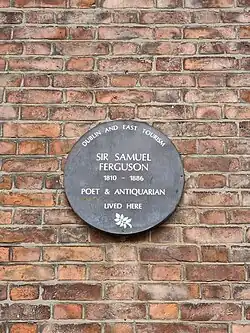 DUBLIN AND EAST TOURISM
SIR SAMUEL
FERGUSON
1810 - 1886
POET & ANTIQUARIAN
LIVED HERE